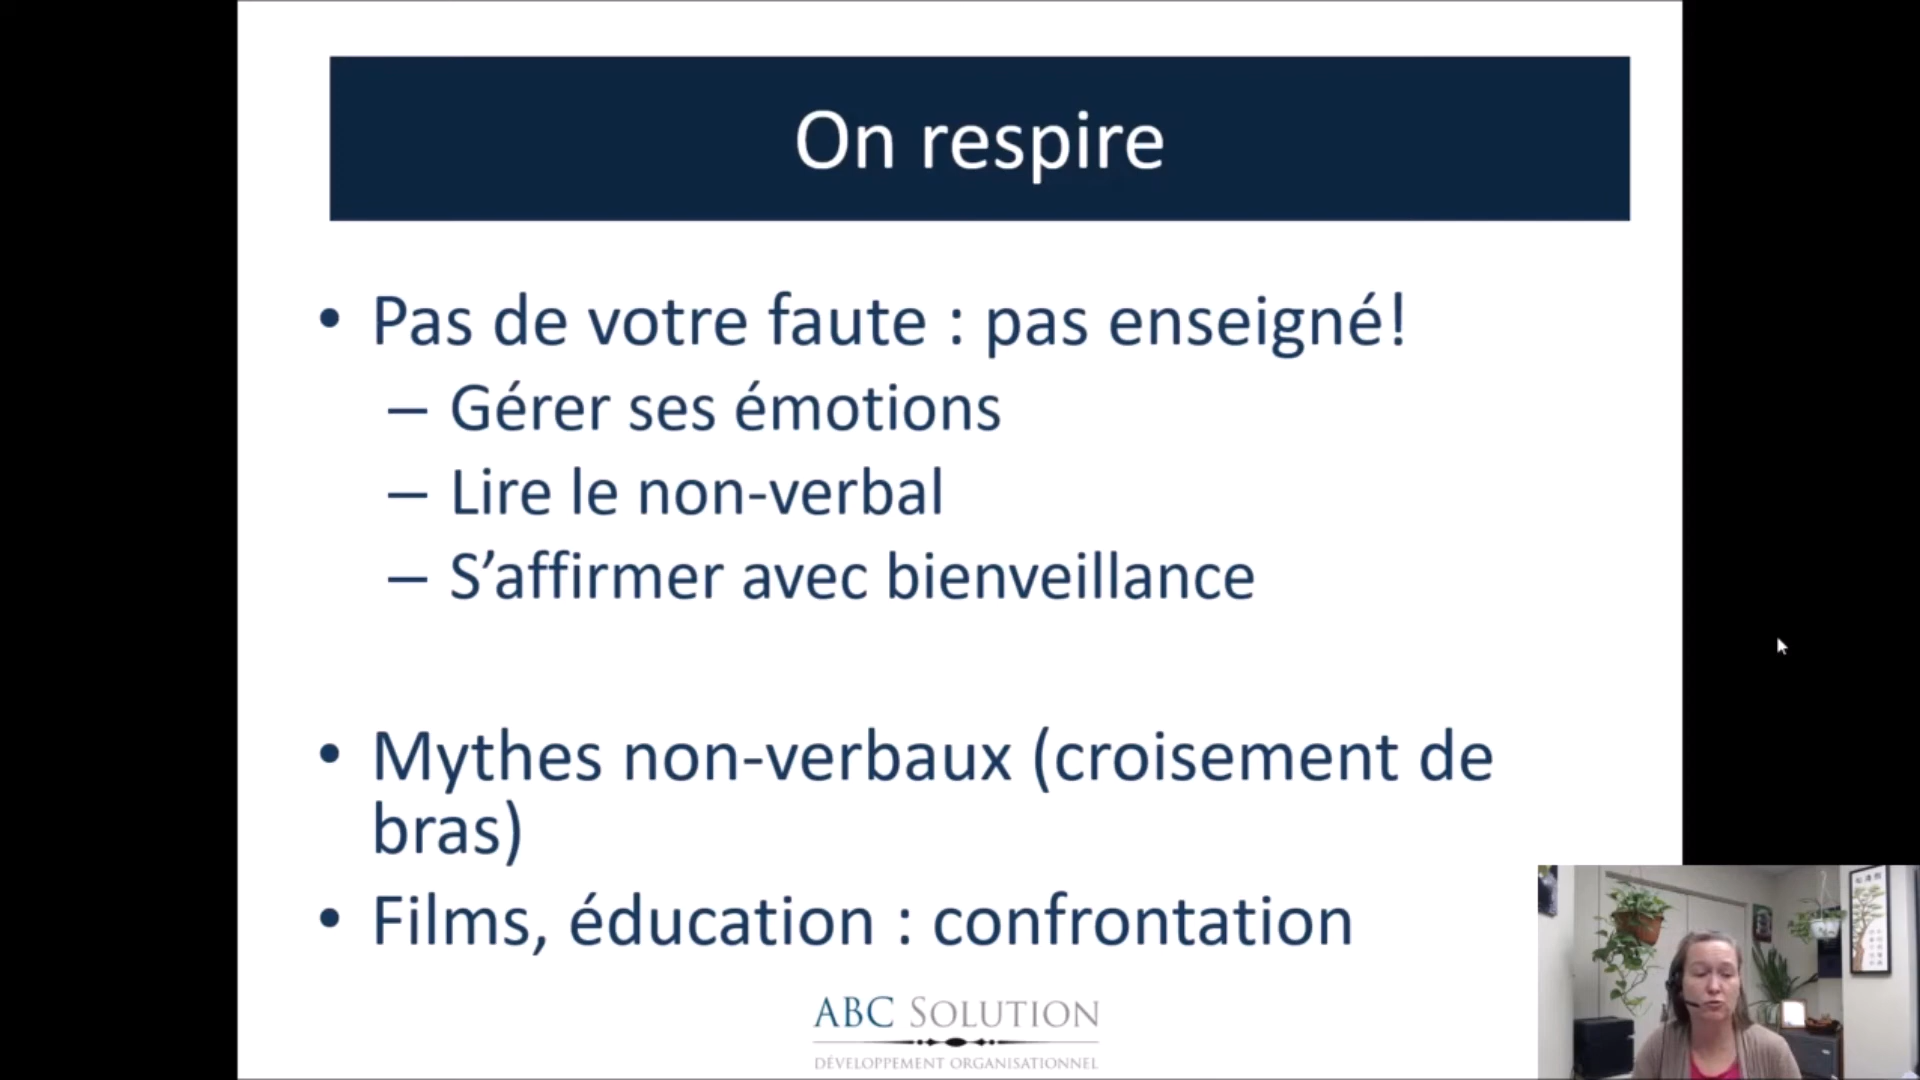 On respire
• Pas de votre faute : pas enseigné!
– Gérer ses émotions
– Lire le non-verbal
– S’affirmer avec bienveillance
• Mythes non-verbaux (croisement de
bras)
• Films, éducation : confrontation
ABC SOLUTION
DÉVELOPPEMENT ORGANISATIONNEL